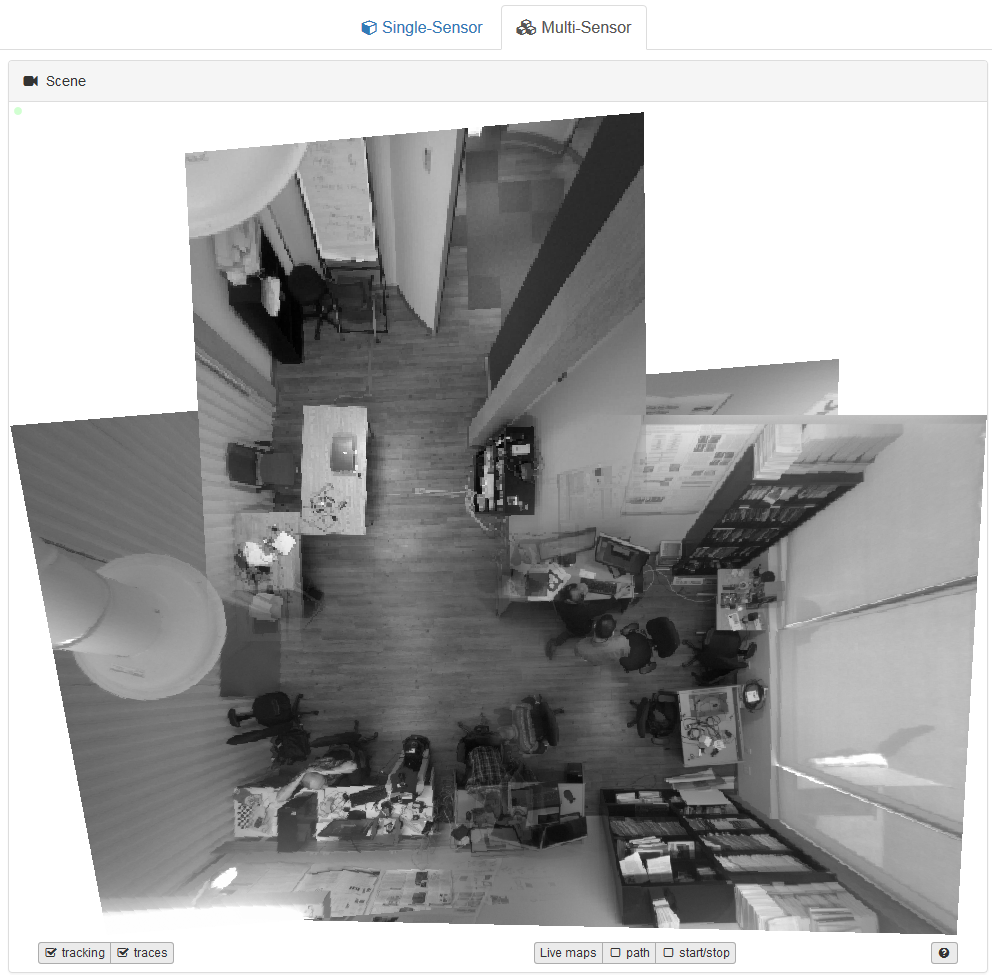 Single-Sensor
Multi-Sensor
Scene
tracking
traces
Live maps
path
start/stop